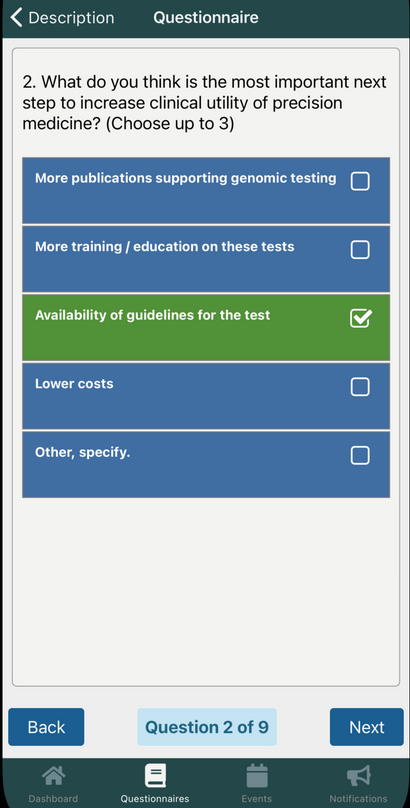 Description
Questionnaire
2. What do you think is the most important next
step to increase clinical utility of precision
medicine? (Choose up to 3)
More publications supporting genomic testing
More training / education on these tests
Availability of guidelines for the test
Lower costs
Other, specify.
Back
Question 2 of 9
Next
Dashboard
Questionnaires
Events
Notifications